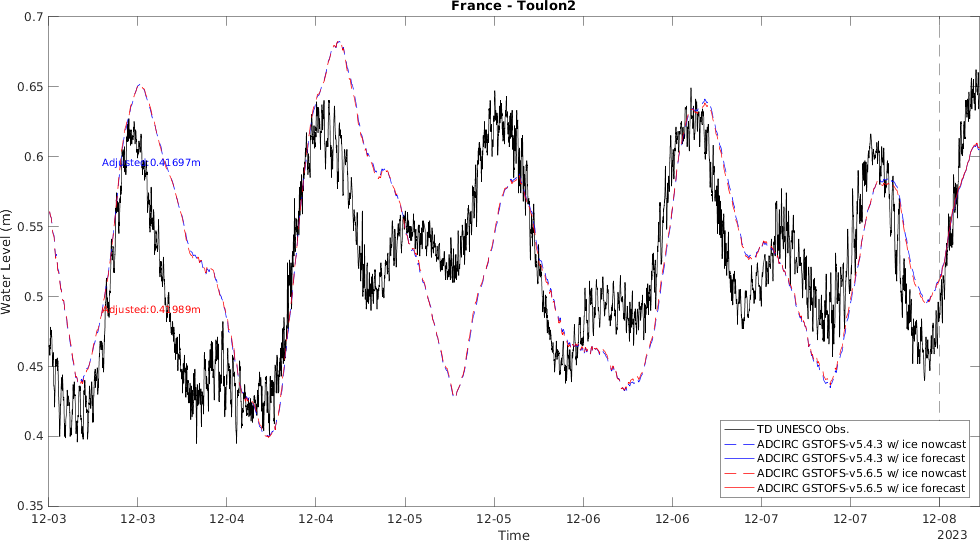 France - Toulon2
0.7
0.65
0.6
0.55
0.5
0.45
0.4
0.35
Water Level (m)
Adjusted:0.41697m
Adjusted:0.41989m
TD UNESCO Obs.
ADCIRC GSTOFS-v5.4.3 w/ ice nowcast
ADCIRC GSTOFS-v5.4.3 w/ ice forecast
ADCIRC GSTOFS-v5.6.5 w/ ice nowcast
ADCIRC GSTOFS-v5.6.5 w/ ice forecast
12-03 12-03 12-04 12-04 12-05 12-05 12-06 12-06 12-07 12-07 12-08
2023
Time